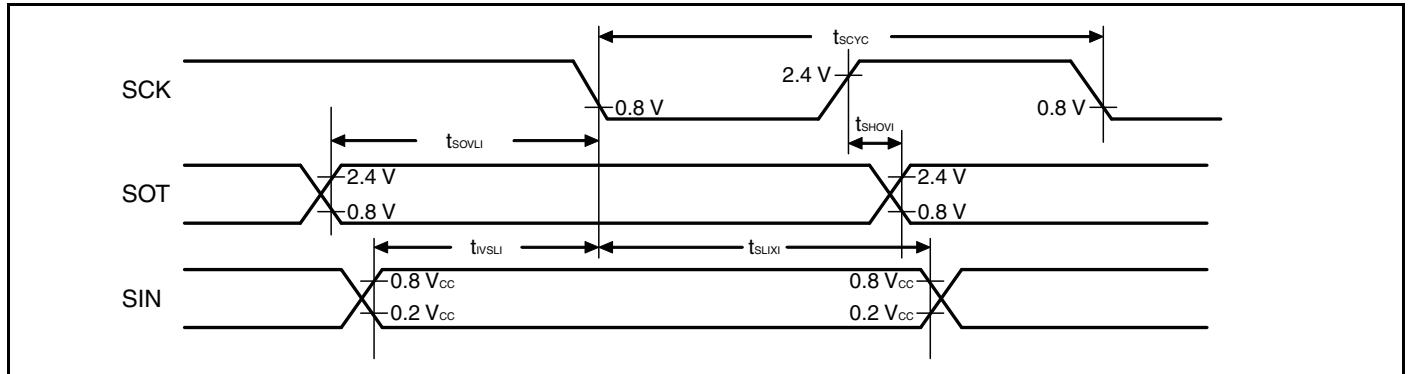 tSCYC
SCK
2.4 V
0.8 V
0.8 V
tSHOVI
tSOVLI
SOT
2.4 V
2.4 V
0.8 V
0.8 V
tIVSLI
tSLIXI
SIN
0.8 VCC
0.8 VCC
0.2 VCC
0.2 VCC